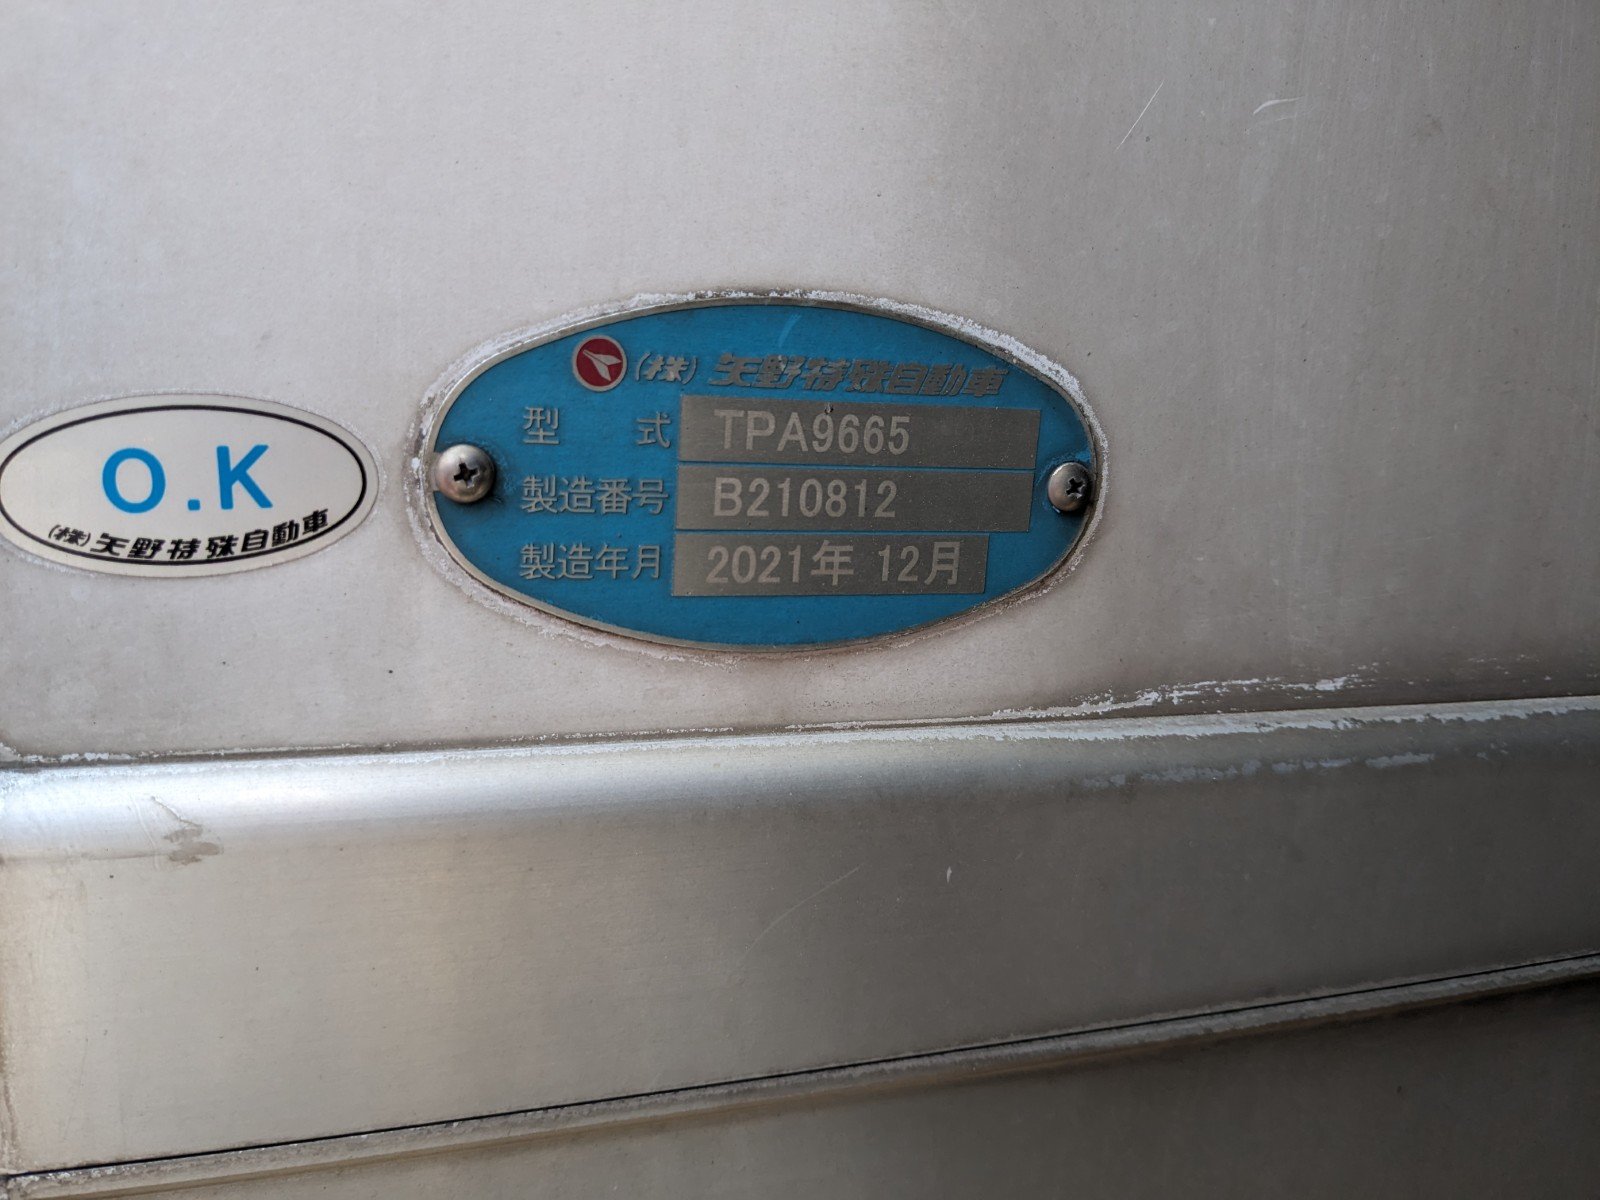 O.K
(株)矢野特殊自動車
(株) 矢野特殊自動車
型 式 TPA9665
製造番号 B210812
製造年月 2021年 12月